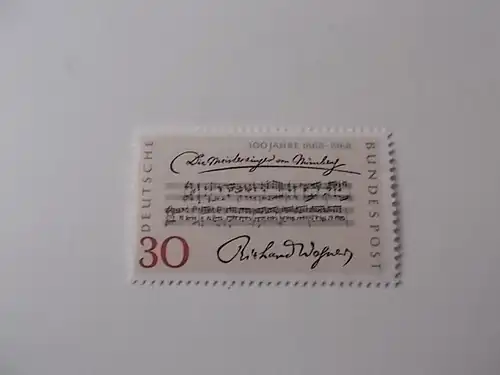 100 JAHRE 1868-1968
Die Meistersinger von Nürnberg
DEUTSCHE
BUNDESPOST
30
Richard Wagner